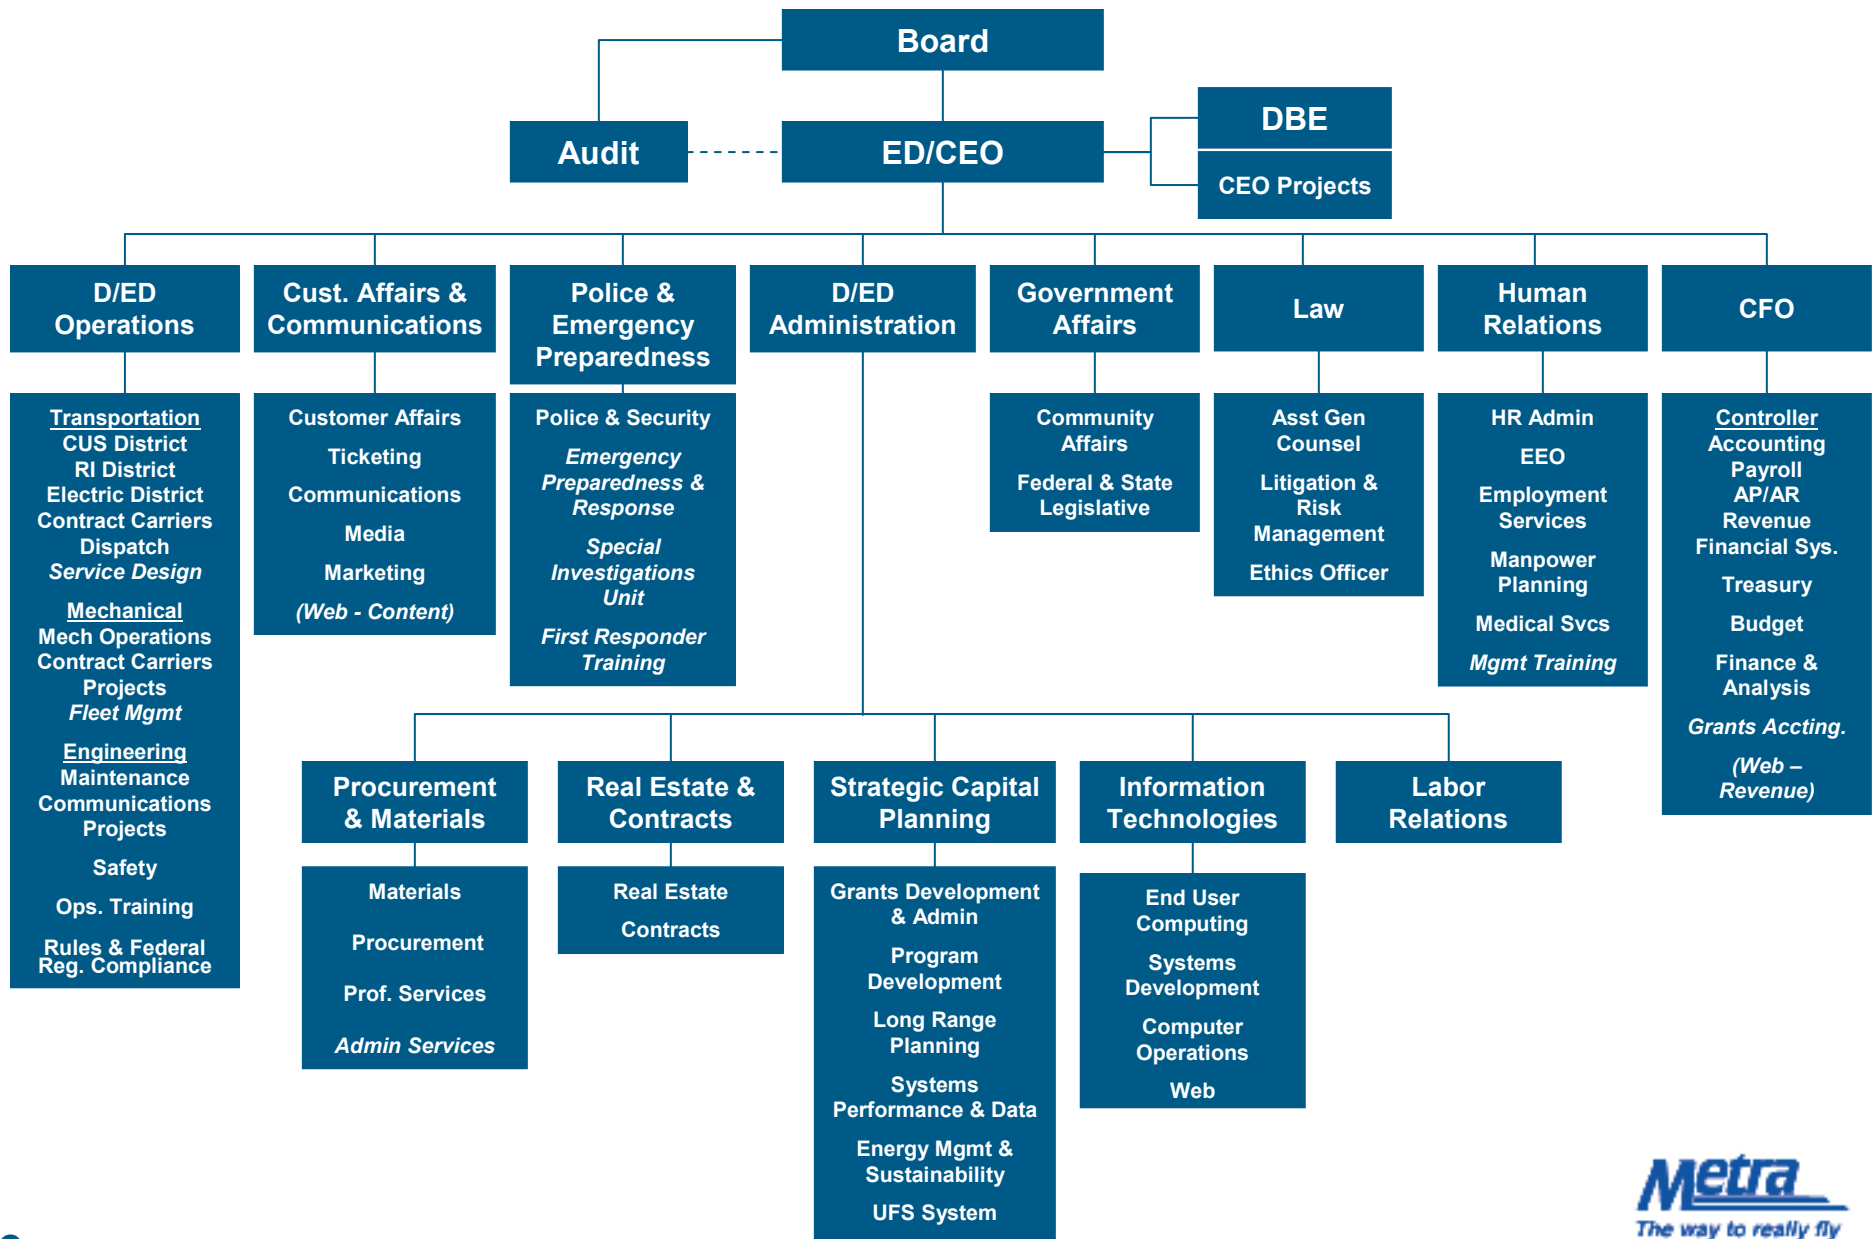 Board
Audit
ED/CEO
DBE
CEO Projects
D/ED
Operations
Cust. Affairs &
Communications
Police &
Emergency
Preparedness
D/ED
Administration
Government
Affairs
Law
Human
Relations
CFO
Transportation
CUS District
RI District
Electric District
Contract Carriers
Dispatch
Service Design
Mechanical
Mech Operations
Contract Carriers
Projects
Fleet Mgmt
Engineering
Maintenance
Communications
Projects
Safety
Ops. Training
Rules & Federal
Reg. Compliance
Customer Affairs
Ticketing
Communications
Media
Marketing
(Web - Content)
Police & Security
Emergency
Preparedness &
Response
Special
Investigations
Unit
First Responder
Training
Community
Affairs
Federal & State
Legislative
Asst Gen
Counsel
Litigation &
Risk
Management
Ethics Officer
HR Admin
EEO
Employment
Services
Manpower
Planning
Medical Svcs
Mgmt Training
Controller
Accounting
Payroll
AP/AR
Revenue
Financial Sys.
Treasury
Budget
Finance &
Analysis
Grants Accting.
(Web –
Revenue)
Procurement
& Materials
Real Estate &
Contracts
Strategic Capital
Planning
Information
Technologies
Labor
Relations
Materials
Procurement
Prof. Services
Admin Services
Real Estate
Contracts
Grants Development
& Admin
Program
Development
Long Range
Planning
Systems
Performance & Data
Energy Mgmt &
Sustainability
UFS System
End User
Computing
Systems
Development
Computer
Operations
Web
Metra
The way to really fly